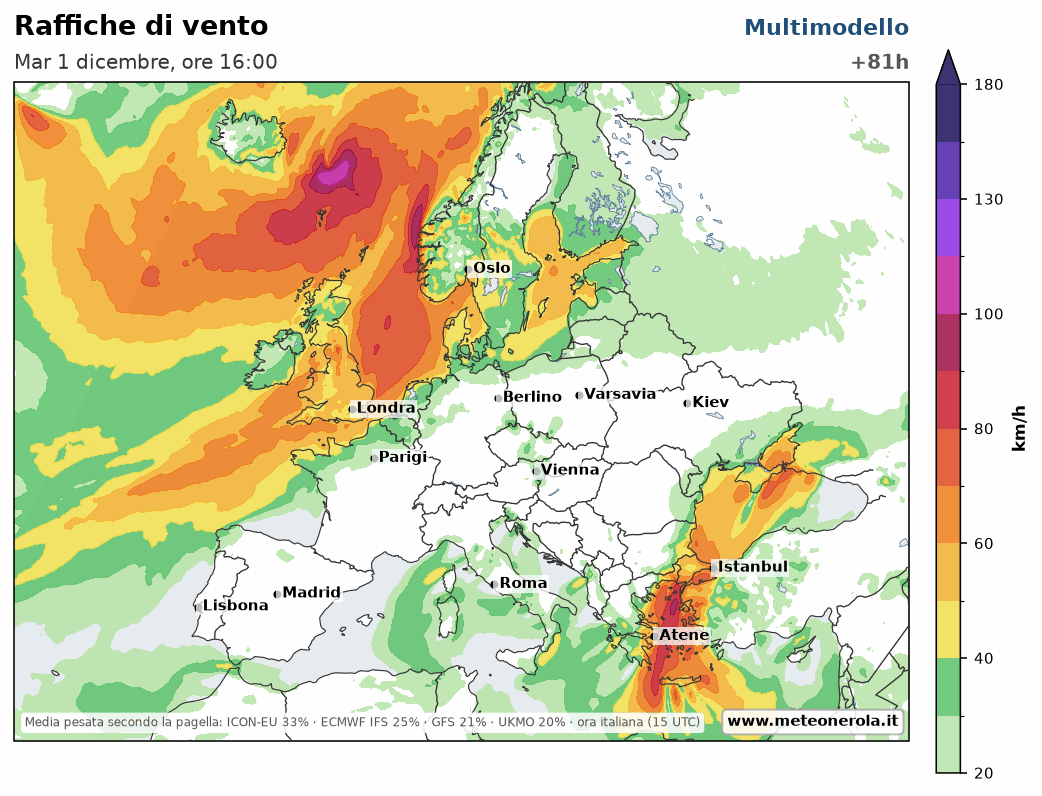 Raffiche di vento
Multimodello
Mar 1 dicembre, ore 16:00
+81h
180
130
100
80
60
40
20
km/h
Oslo
Berlino
Varsavia
Kiev
Londra
Parigi
Vienna
Istanbul
Roma
Madrid
Lisbona
Atene
Media pesata secondo la pagella: ICON-EU 33% · ECMWF IFS 25% · GFS 21% · UKMO 20% · ora italiana (15 UTC)
www.meteonerola.it